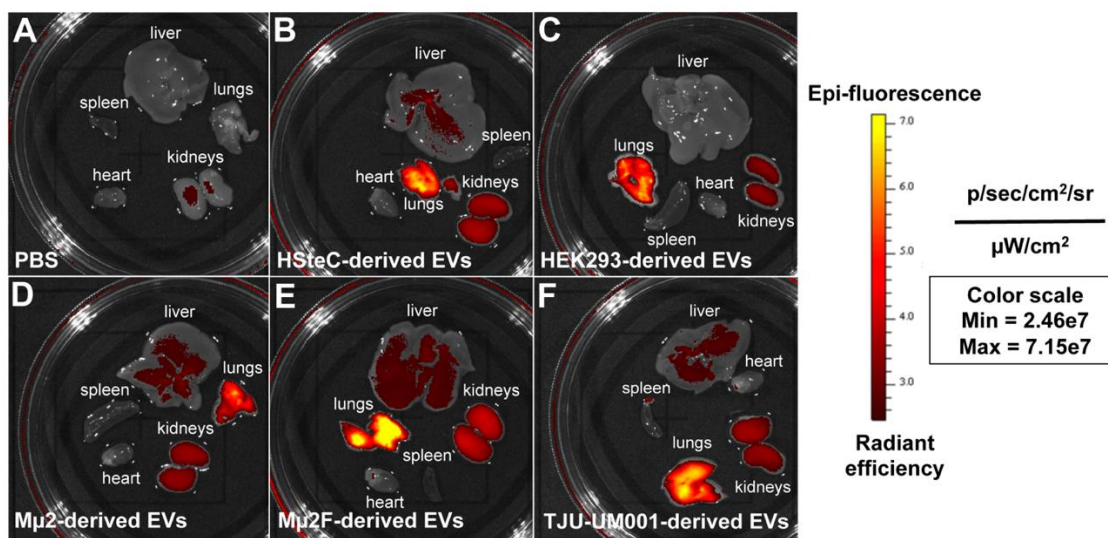 A
liver
spleen
lungs
kidneys
heart
PBS
B
liver
spleen
heart
kidneys
lungs
HSteC-derived EVs
C
liver
lungs
heart
spleen
kidneys
HEK293-derived EVs
D
liver
lungs
spleen
kidneys
heart
Mµ2-derived EVs
E
liver
kidneys
lungs
spleen
heart
Mµ2F-derived EVs
F
liver
heart
spleen
lungs
kidneys
TJU-UM001-derived EVs
Epi-fluorescence
7.0
6.0
5.0
4.0
3.0
Radiant
efficiency
p/sec/cm²/sr
µW/cm²
Color scale
Min = 2.46e7
Max = 7.15e7